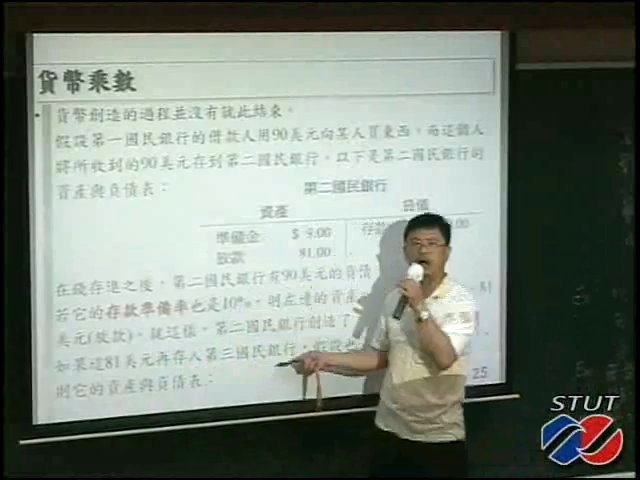 貨幣乘數
貨幣創造的過程並沒有就此結束。
假設第一國民銀行的借款人用90美元向某人買東西，而這個人
將所收到的90美元存到第二國民銀行。以下是第二國民銀行的
資產與負債表：
第二國民銀行
資產 負債
準備金 $ 9.00 存款 .00
放款 81.00
在錢存進之後，第二國民銀行有90美元的負債
若它的存款準備率也是10%，則左邊的資產 81
美元(放款)。就這樣，第二國民銀行創造了
如果這81美元再存入第三國民銀行，假設
則它的資產與負債表：
25
STUT